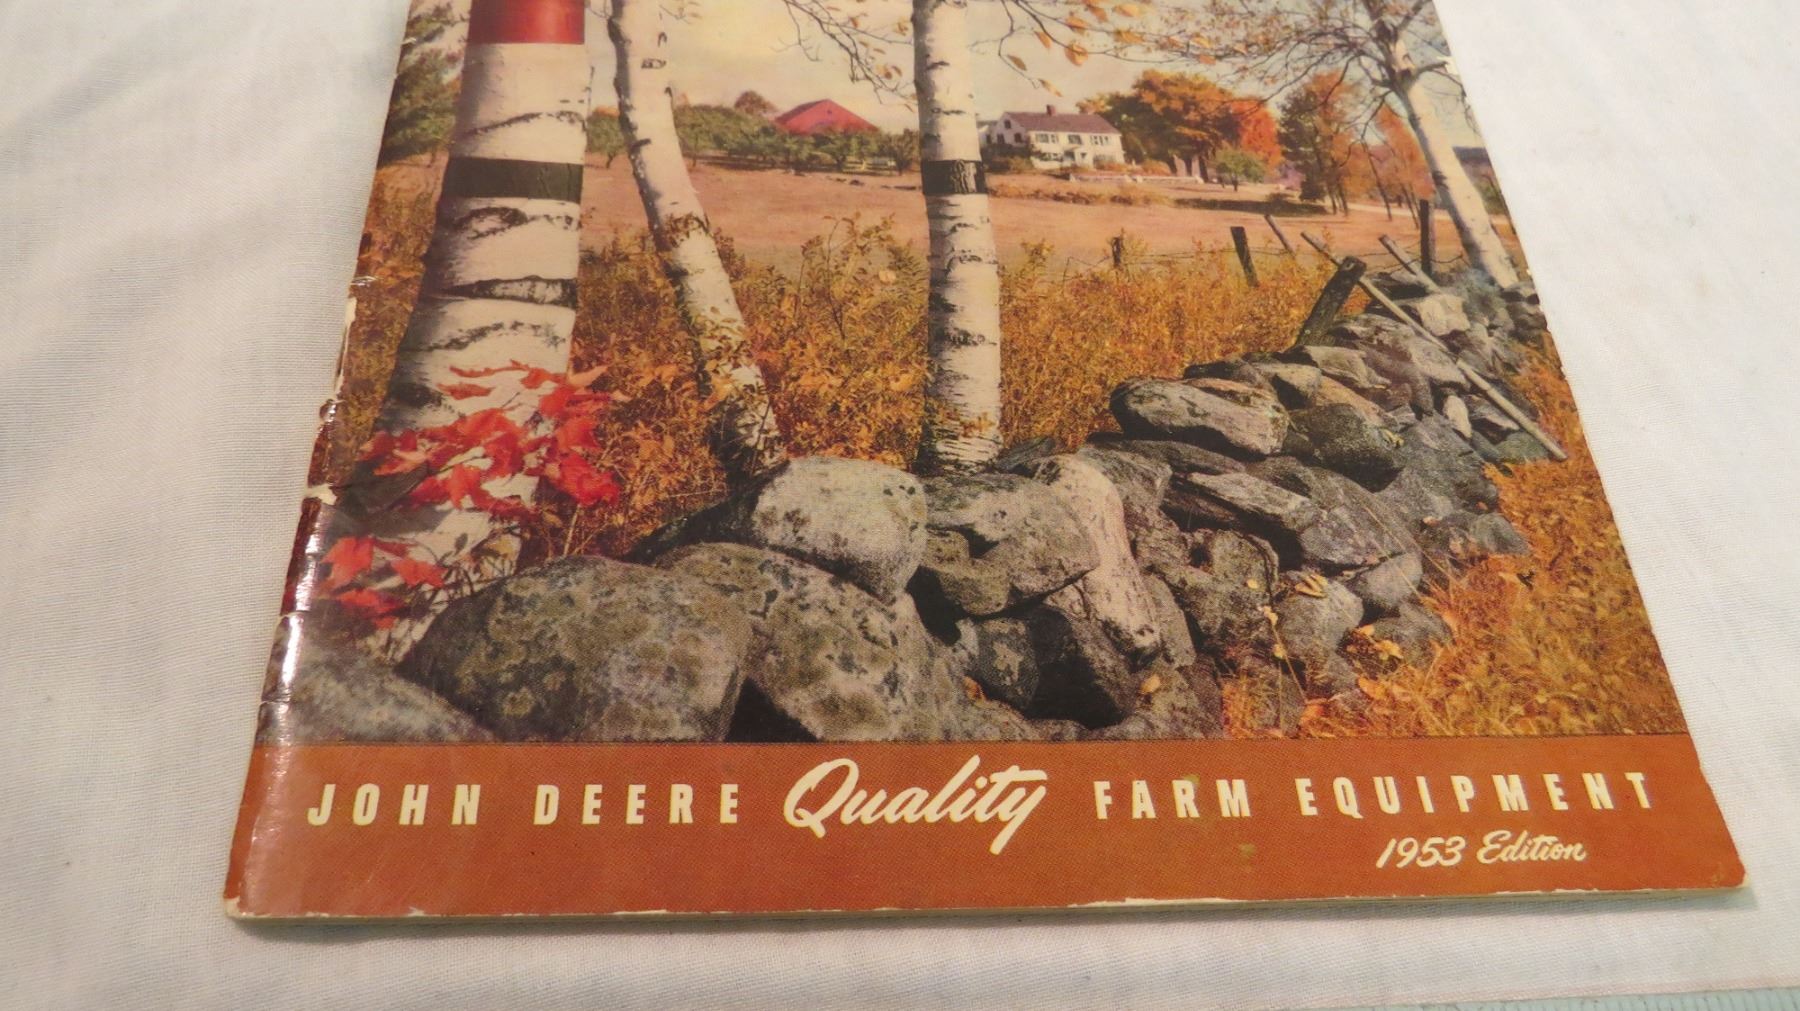 JOHN DEERE Quality FARM EQUIPMENT
1953 Edition